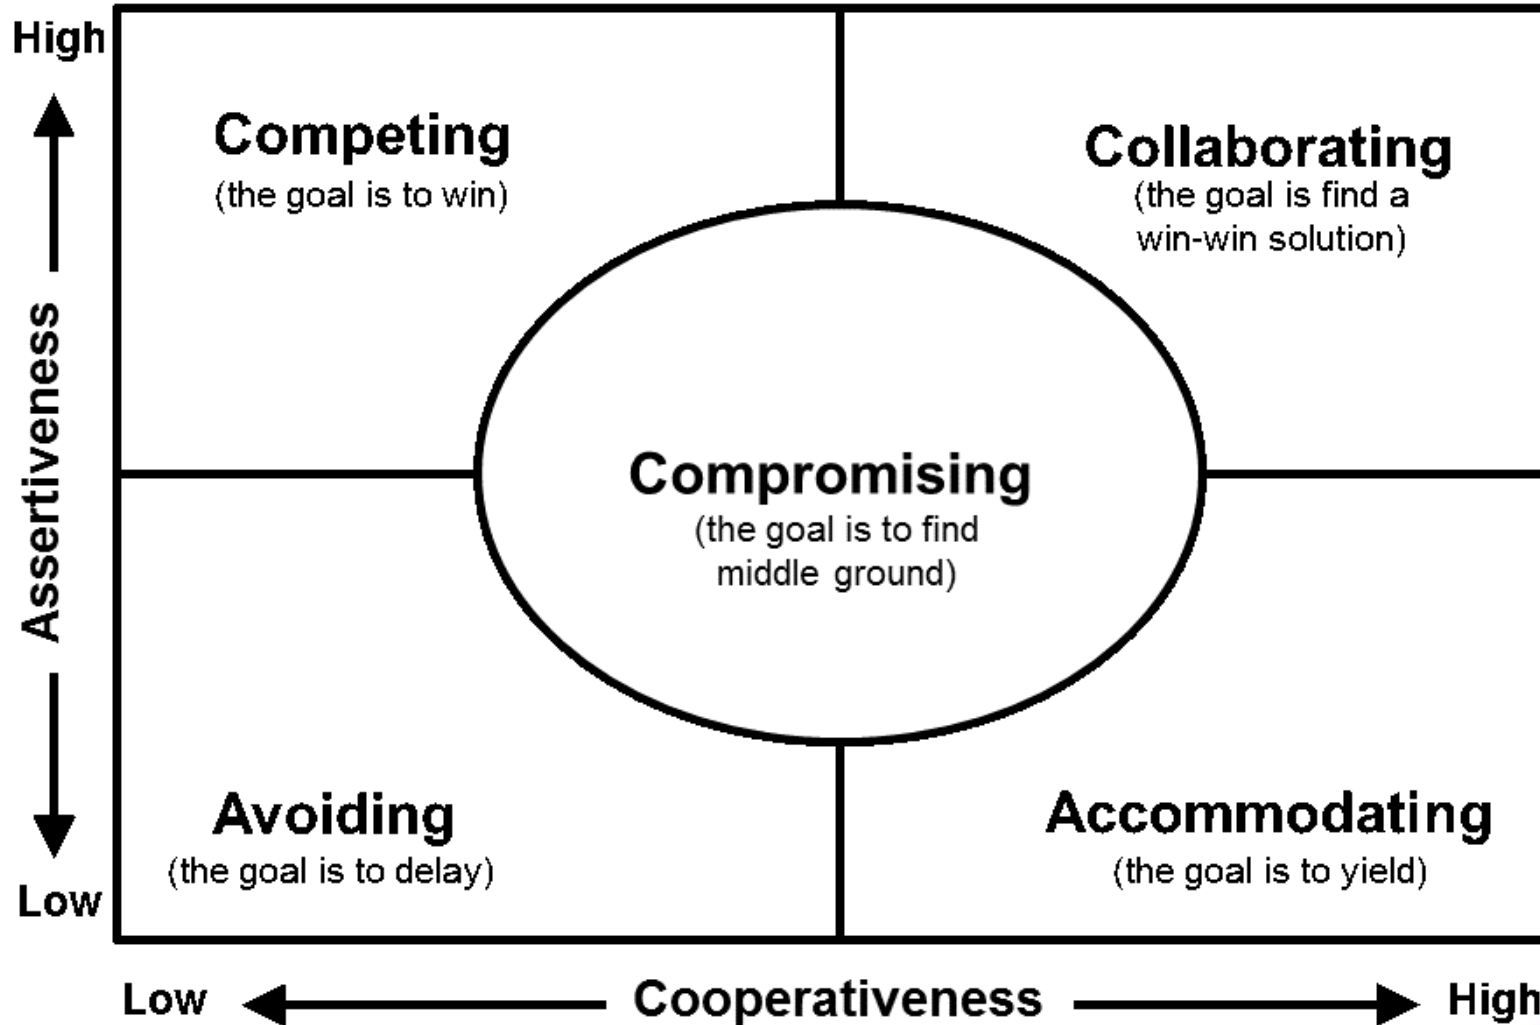 High
Competing
(the goal is to win)
Collaborating
(the goal is find a
win-win solution)
Assertiveness
Compromising
(the goal is to find
middle ground)
Avoiding
(the goal is to delay)
Accommodating
(the goal is to yield)
Low
Low
Cooperativeness
High